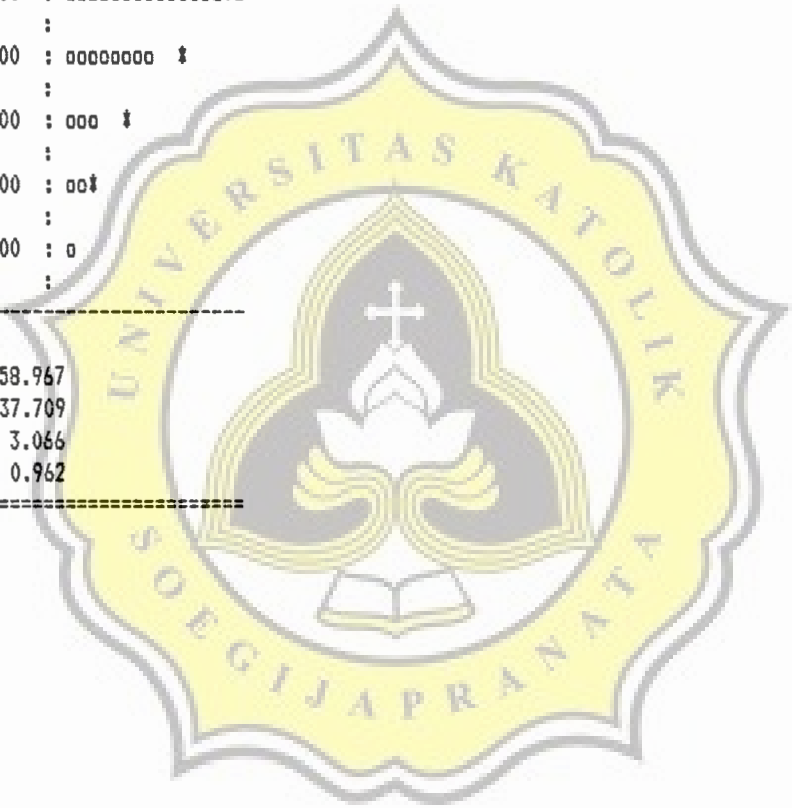 00 : oooooooo *
:
00 : ooo *
:
00 : oo*
:
00 : o
:
--------------------
58.967
37.709
3.066
0.962
====================
UNIVERSITAS KATOLIK
SOEGIJAPRANATA